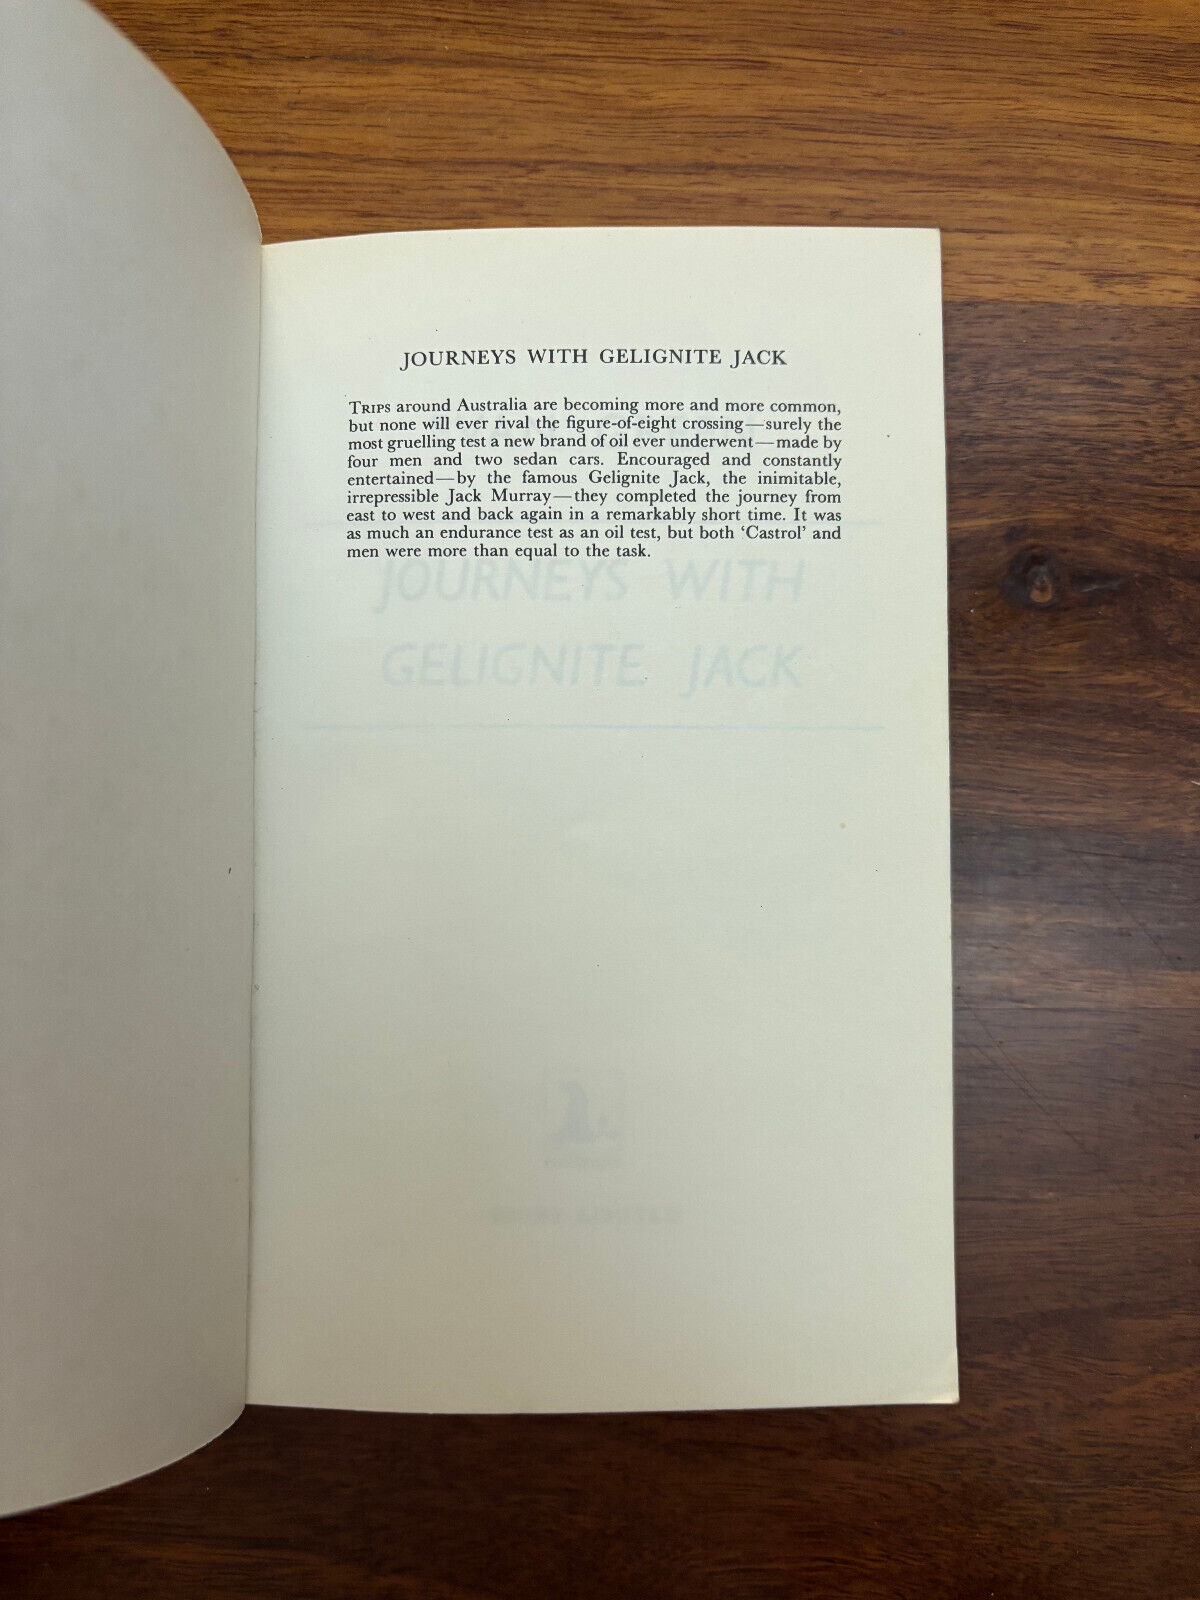 JOURNEYS WITH GELIGNITE JACK
TRIPS around Australia are becoming more and more common,
but none will ever rival the figure-of-eight crossing—surely the
most gruelling test a new brand of oil ever underwent—made by
four men and two sedan cars. Encouraged and constantly
entertained—by the famous Gelignite Jack, the inimitable,
irrepressible Jack Murray—they completed the journey from
east to west and back again in a remarkably short time. It was
as much an endurance test as an oil test, but both ‘Castrol’ and
men were more than equal to the task.
JOURNEYS WITH
GELIGNITE JACK